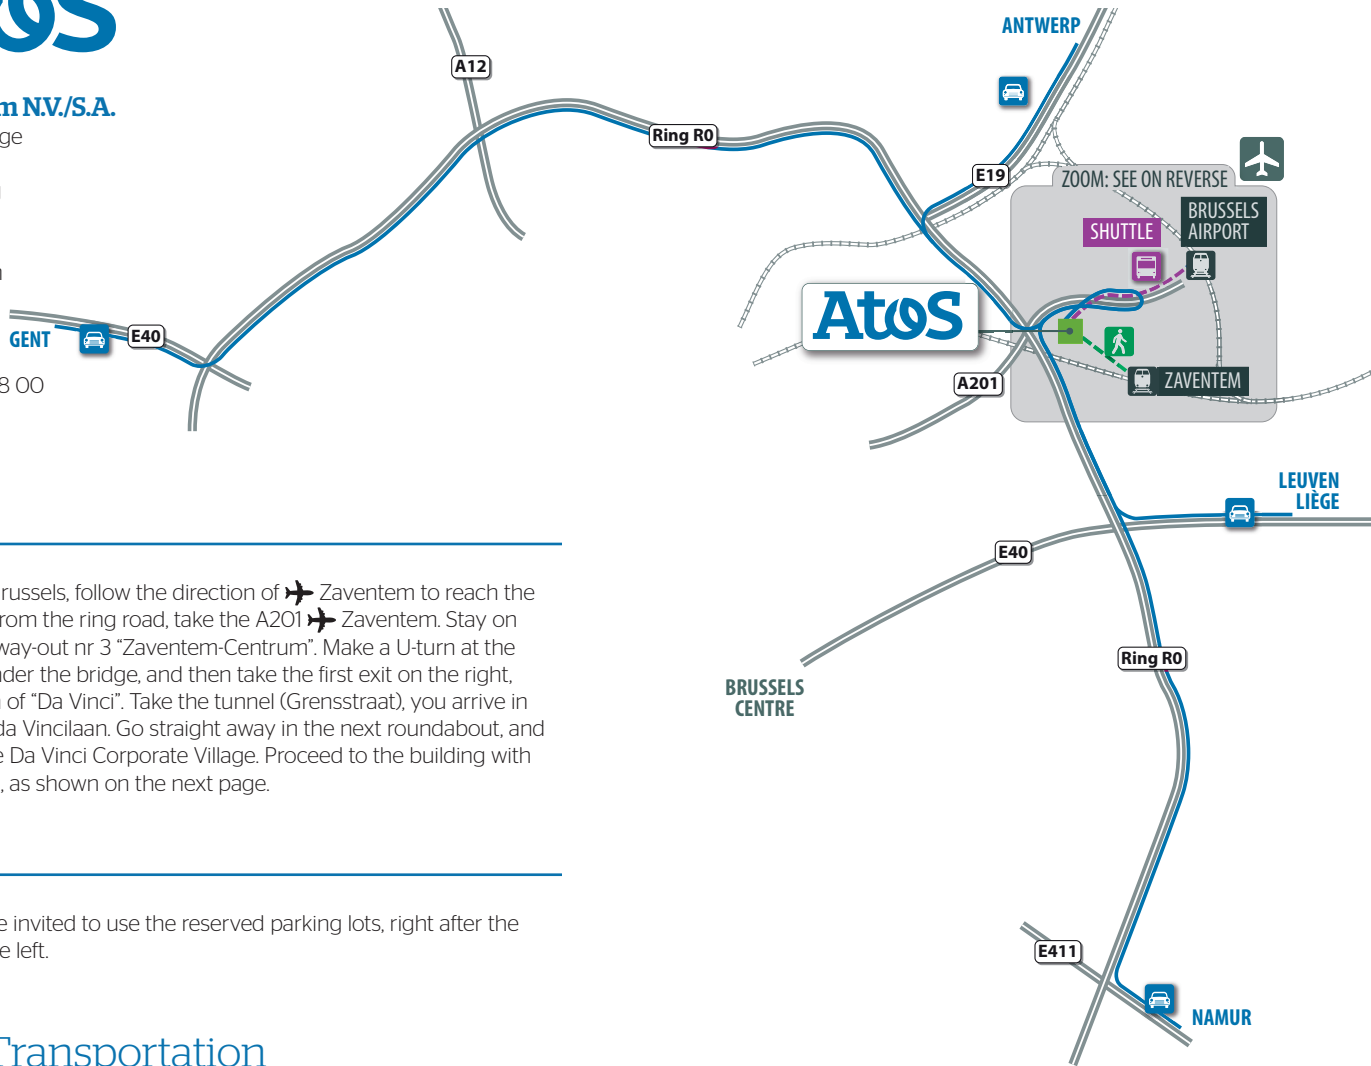 AtoS
m N.V./S.A.
ge
8 00
russels, follow the direction of Zaventem to reach the
rom the ring road, take the A201 Zaventem. Stay on
way-out nr 3 “Zaventem-Centrum”. Make a U-turn at the
nder the bridge, and then take the first exit on the right,
of “Da Vinci”. Take the tunnel (Grensstraat), you arrive in
da Vincilaan. Go straight away in the next roundabout, and
e Da Vinci Corporate Village. Proceed to the building with
, as shown on the next page.
e invited to use the reserved parking lots, right after the
e left.
Transportation
A12
Ring R0
ANTWERP
E19
ZOOM: SEE ON REVERSE
SHUTTLE
BRUSSELS
AIRPORT
GENT
E40
AtoS
A201
ZAVENTEM
LEUVEN
LIÈGE
E40
Ring R0
BRUSSELS
CENTRE
E411
NAMUR